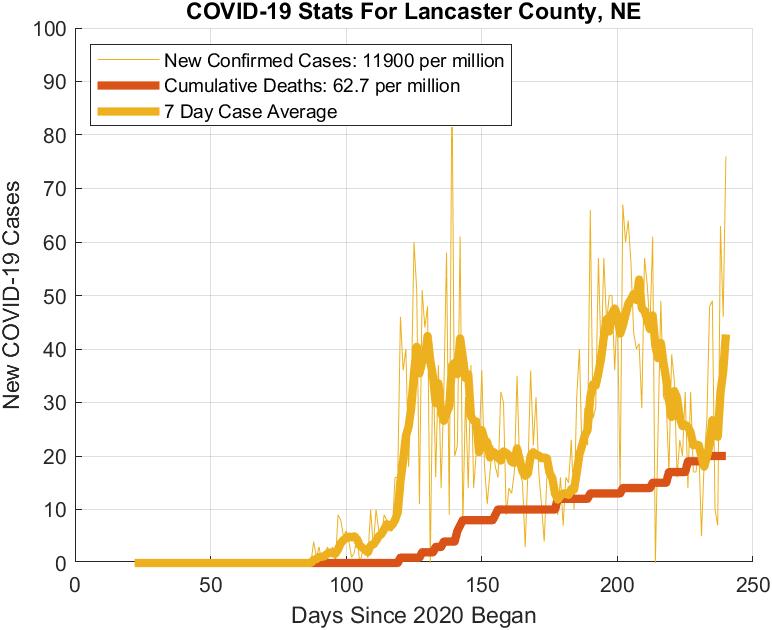 COVID-19 Stats For Lancaster County, NE
New Confirmed Cases: 11900 per million
Cumulative Deaths: 62.7 per million
7 Day Case Average
New COVID-19 Cases
100
90
80
70
60
50
40
30
20
10
0
0 50 100 150 200 250
Days Since 2020 Began